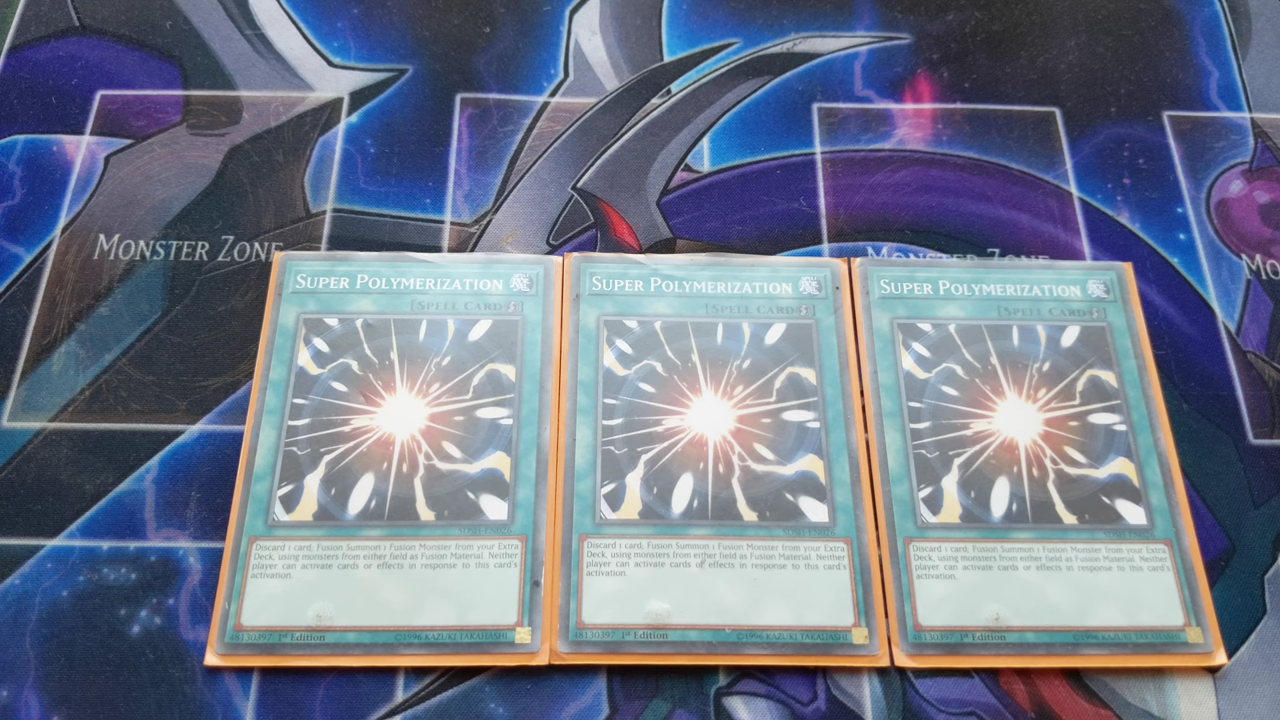 MONSTER ZONE
MONSTER ZONE
MO
SUPER POLYMERIZATION
[SPELL CARD]
SDSH-EN026
Discard 1 card; Fusion Summon 1 Fusion Monster from your Extra
Deck, using monsters from either field as Fusion Material. Neither
player can activate cards or effects in response to this card's
activation.
48130397 1st Edition ©1996 KAZUKI TAKAHASHI
SUPER POLYMERIZATION
[SPELL CARD]
SDSH-EN026
Discard 1 card; Fusion Summon 1 Fusion Monster from your Extra
Deck, using monsters from either field as Fusion Material. Neither
player can activate cards or effects in response to this card's
activation.
48130397 1st Edition ©1996 KAZUKI TAKAHASHI
SUPER POLYMERIZATION
[SPELL CARD]
SDSH-EN026
Discard 1 card; Fusion Summon 1 Fusion Monster from your Extra
Deck, using monsters from either field as Fusion Material. Neither
player can activate cards or effects in response to this card's
activation.
48130397 1st Edition ©1996 KAZUKI TAKAHASHI